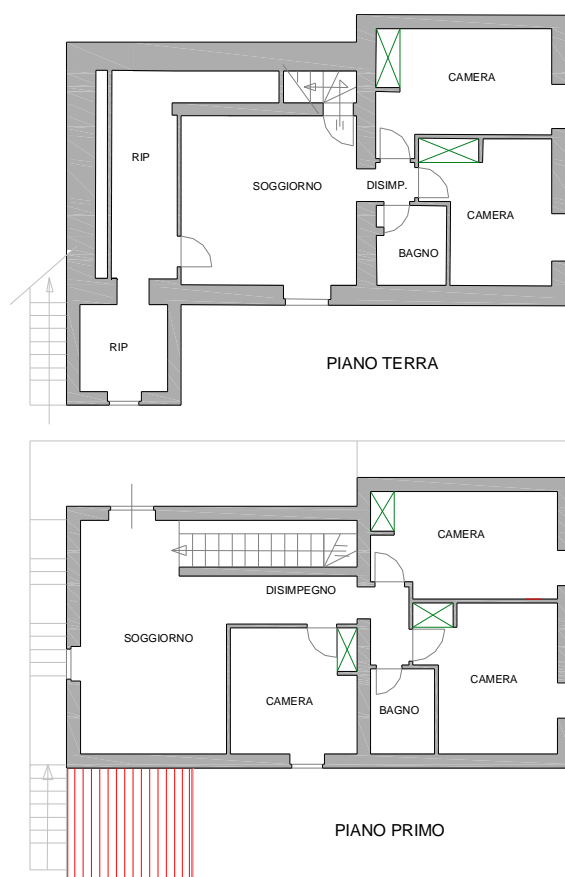 CAMERA
RIP
SOGGIORNO
DISIMP.
CAMERA
BAGNO
RIP
PIANO TERRA
CAMERA
DISIMPEGNO
SOGGIORNO
CAMERA
CAMERA
BAGNO
PIANO PRIMO